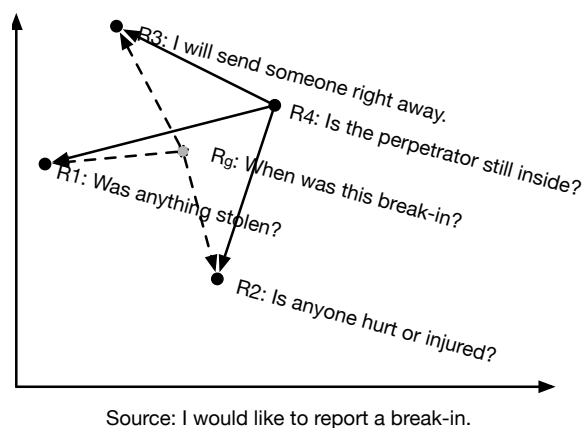 R3: I will send someone right away.
R4: Is the perpetrator still inside?
Rg: When was this break-in?
R1: Was anything stolen?
R2: Is anyone hurt or injured?
Source: I would like to report a break-in.